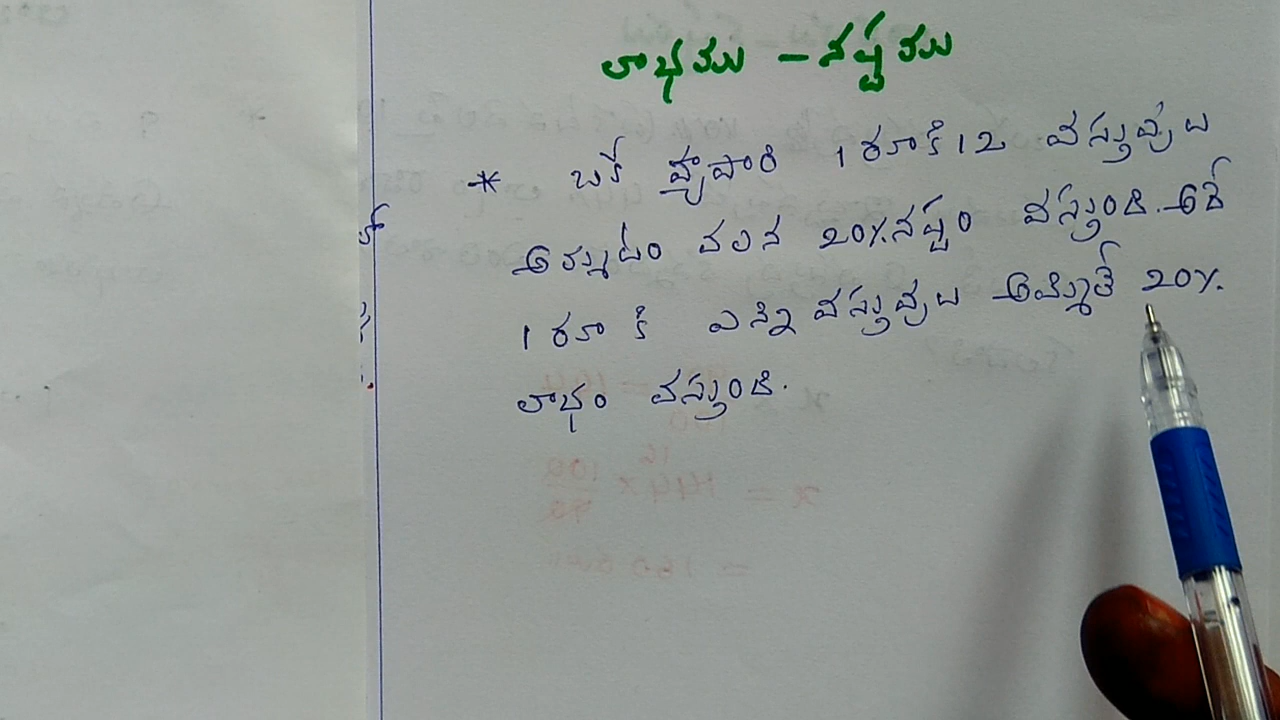 లాభము - నష్టము
* ఒక వ్యాపారి 1 రూ కి 12 వస్తువుల
అమ్మటం వలన 20% నష్టం వస్తుంది. అదే
1 రూ కి ఎన్ని వస్తువుల అమ్మితే 20%
లాభం వస్తుంది.